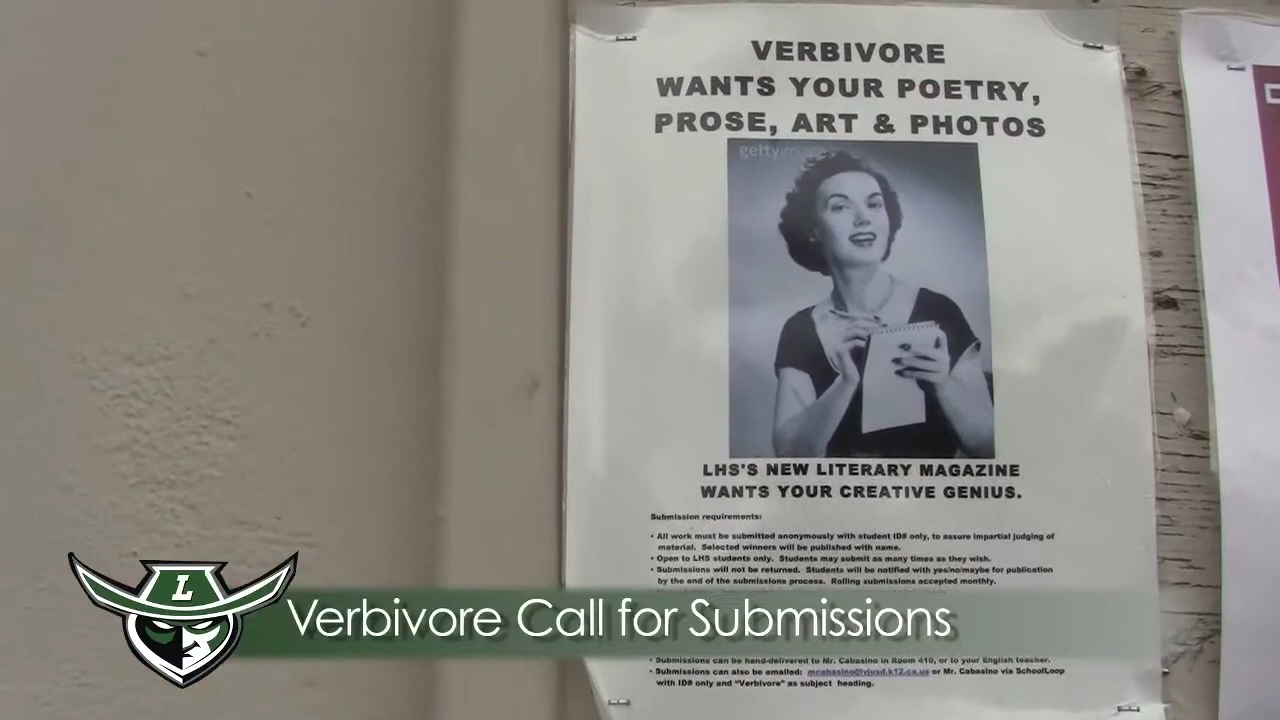 VERBIVORE
WANTS YOUR POETRY,
PROSE, ART & PHOTOS
getty
LHS'S NEW LITERARY MAGAZINE
WANTS YOUR CREATIVE GENIUS.
Submission requirements:
• All work must be submitted anonymously with student ID# only, to assure impartial judging of
material. Selected winners will be published with name.
• Open to LHS students only. Students may submit as many times as they wish.
• Submissions will not be returned. Students will be notified with yes/no/maybe for publication
by the end of the submissions process. Rolling submissions accepted monthly.
L
Verbivore Call for Submissions
• Submissions can be hand-delivered to Mr. Cabasino in Room 410, or to your English teacher.
• Submissions can also be emailed: mcabasino@lvjusd.k12.ca.us or Mr. Cabasino via SchoolLoop
with ID# only and "Verbivore" as subject heading.